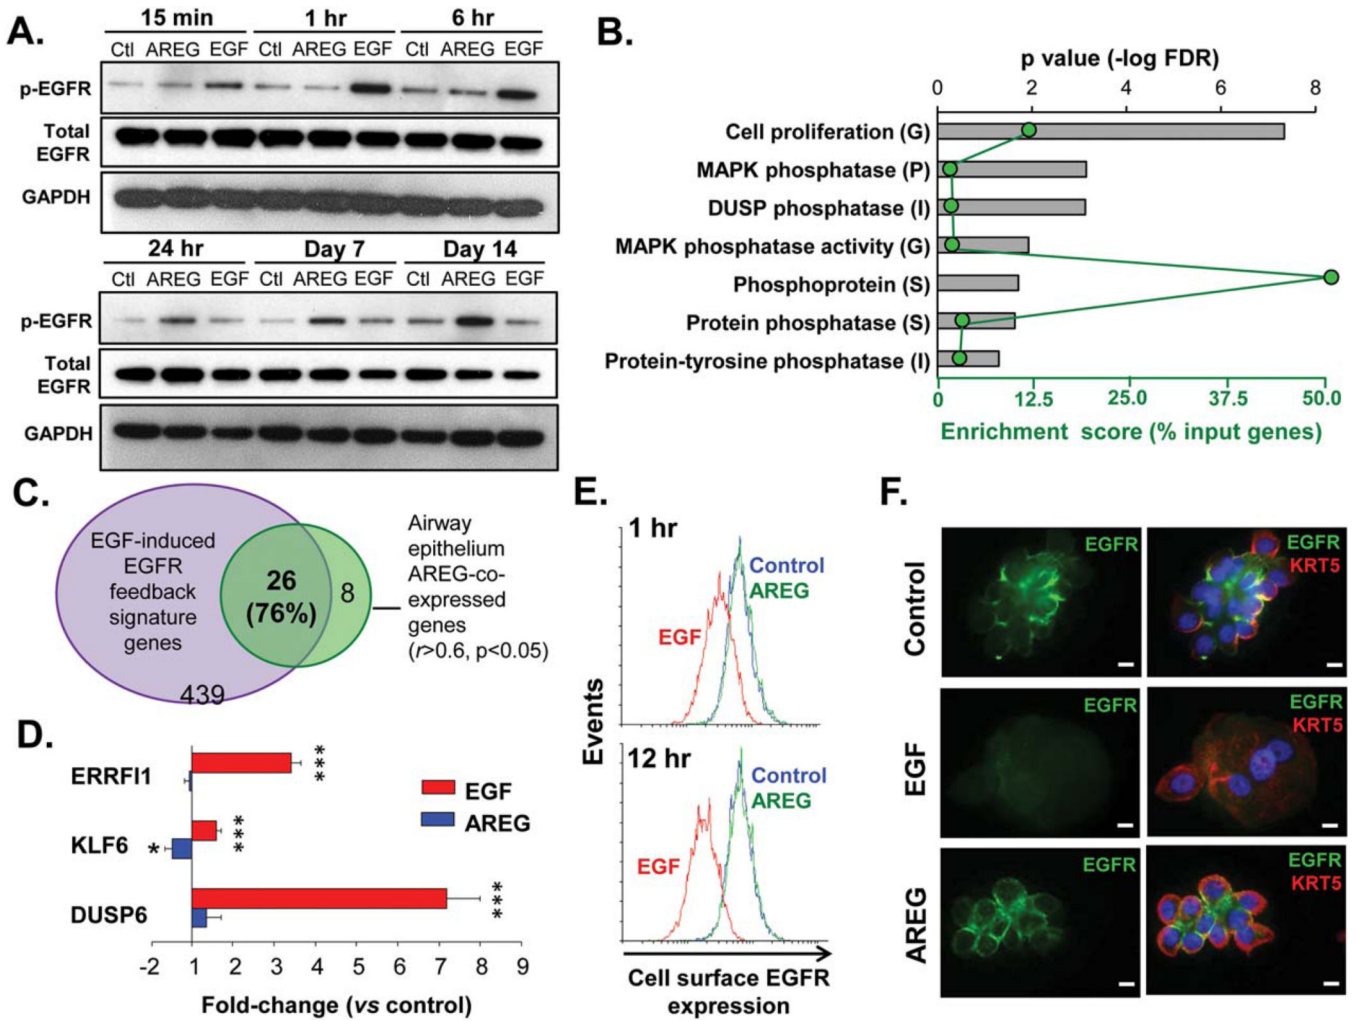 A.
15 min 1 hr 6 hr
Ctl AREG EGF Ctl AREG EGF Ctl AREG EGF
p-EGFR
Total
EGFR
GAPDH
24 hr Day 7 Day 14
Ctl AREG EGF Ctl AREG EGF Ctl AREG EGF
p-EGFR
Total
EGFR
GAPDH
B.
p value (-log FDR)
0 2 4 6 8
Cell proliferation (G)
MAPK phosphatase (P)
DUSP phosphatase (I)
MAPK phosphatase activity (G)
Phosphoprotein (S)
Protein phosphatase (S)
Protein-tyrosine phosphatase (I)
0 12.5 25.0 37.5 50.0
Enrichment score (% input genes)
C.
EGF-induced
EGFR
feedback
signature
genes
439
26
(76%)
8
Airway
epithelium
AREG-co-
expressed
genes
(r>0.6, p<0.05)
D.
ERRFI1 ***
KLF6 * ***
DUSP6 ***
EGF
AREG
-2 1 2 3 4 5 6 7 8 9
Fold-change (vs control)
E.
1 hr
Control
AREG
EGF
12 hr
Control
AREG
EGF
Events
Cell surface EGFR
expression
F.
Control
EGFR
EGFR
KRT5
EGF
EGFR
EGFR
KRT5
AREG
EGFR
EGFR
KRT5